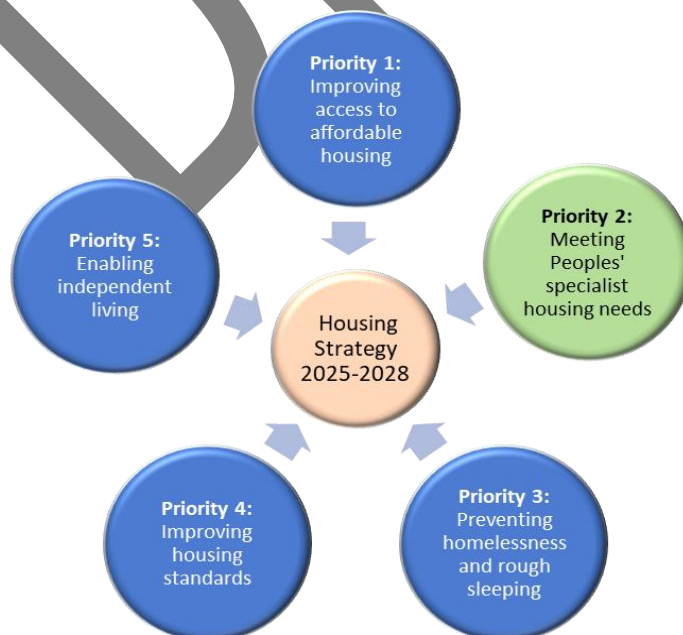 Priority 1:
Improving
access to
affordable
housing
Priority 2:
Meeting
Peoples'
specialist
housing needs
Priority 5:
Enabling
independent
living
Housing
Strategy
2025-2028
Priority 4:
Improving
housing
standards
Priority 3:
Preventing
homelessness
and rough
sleeping